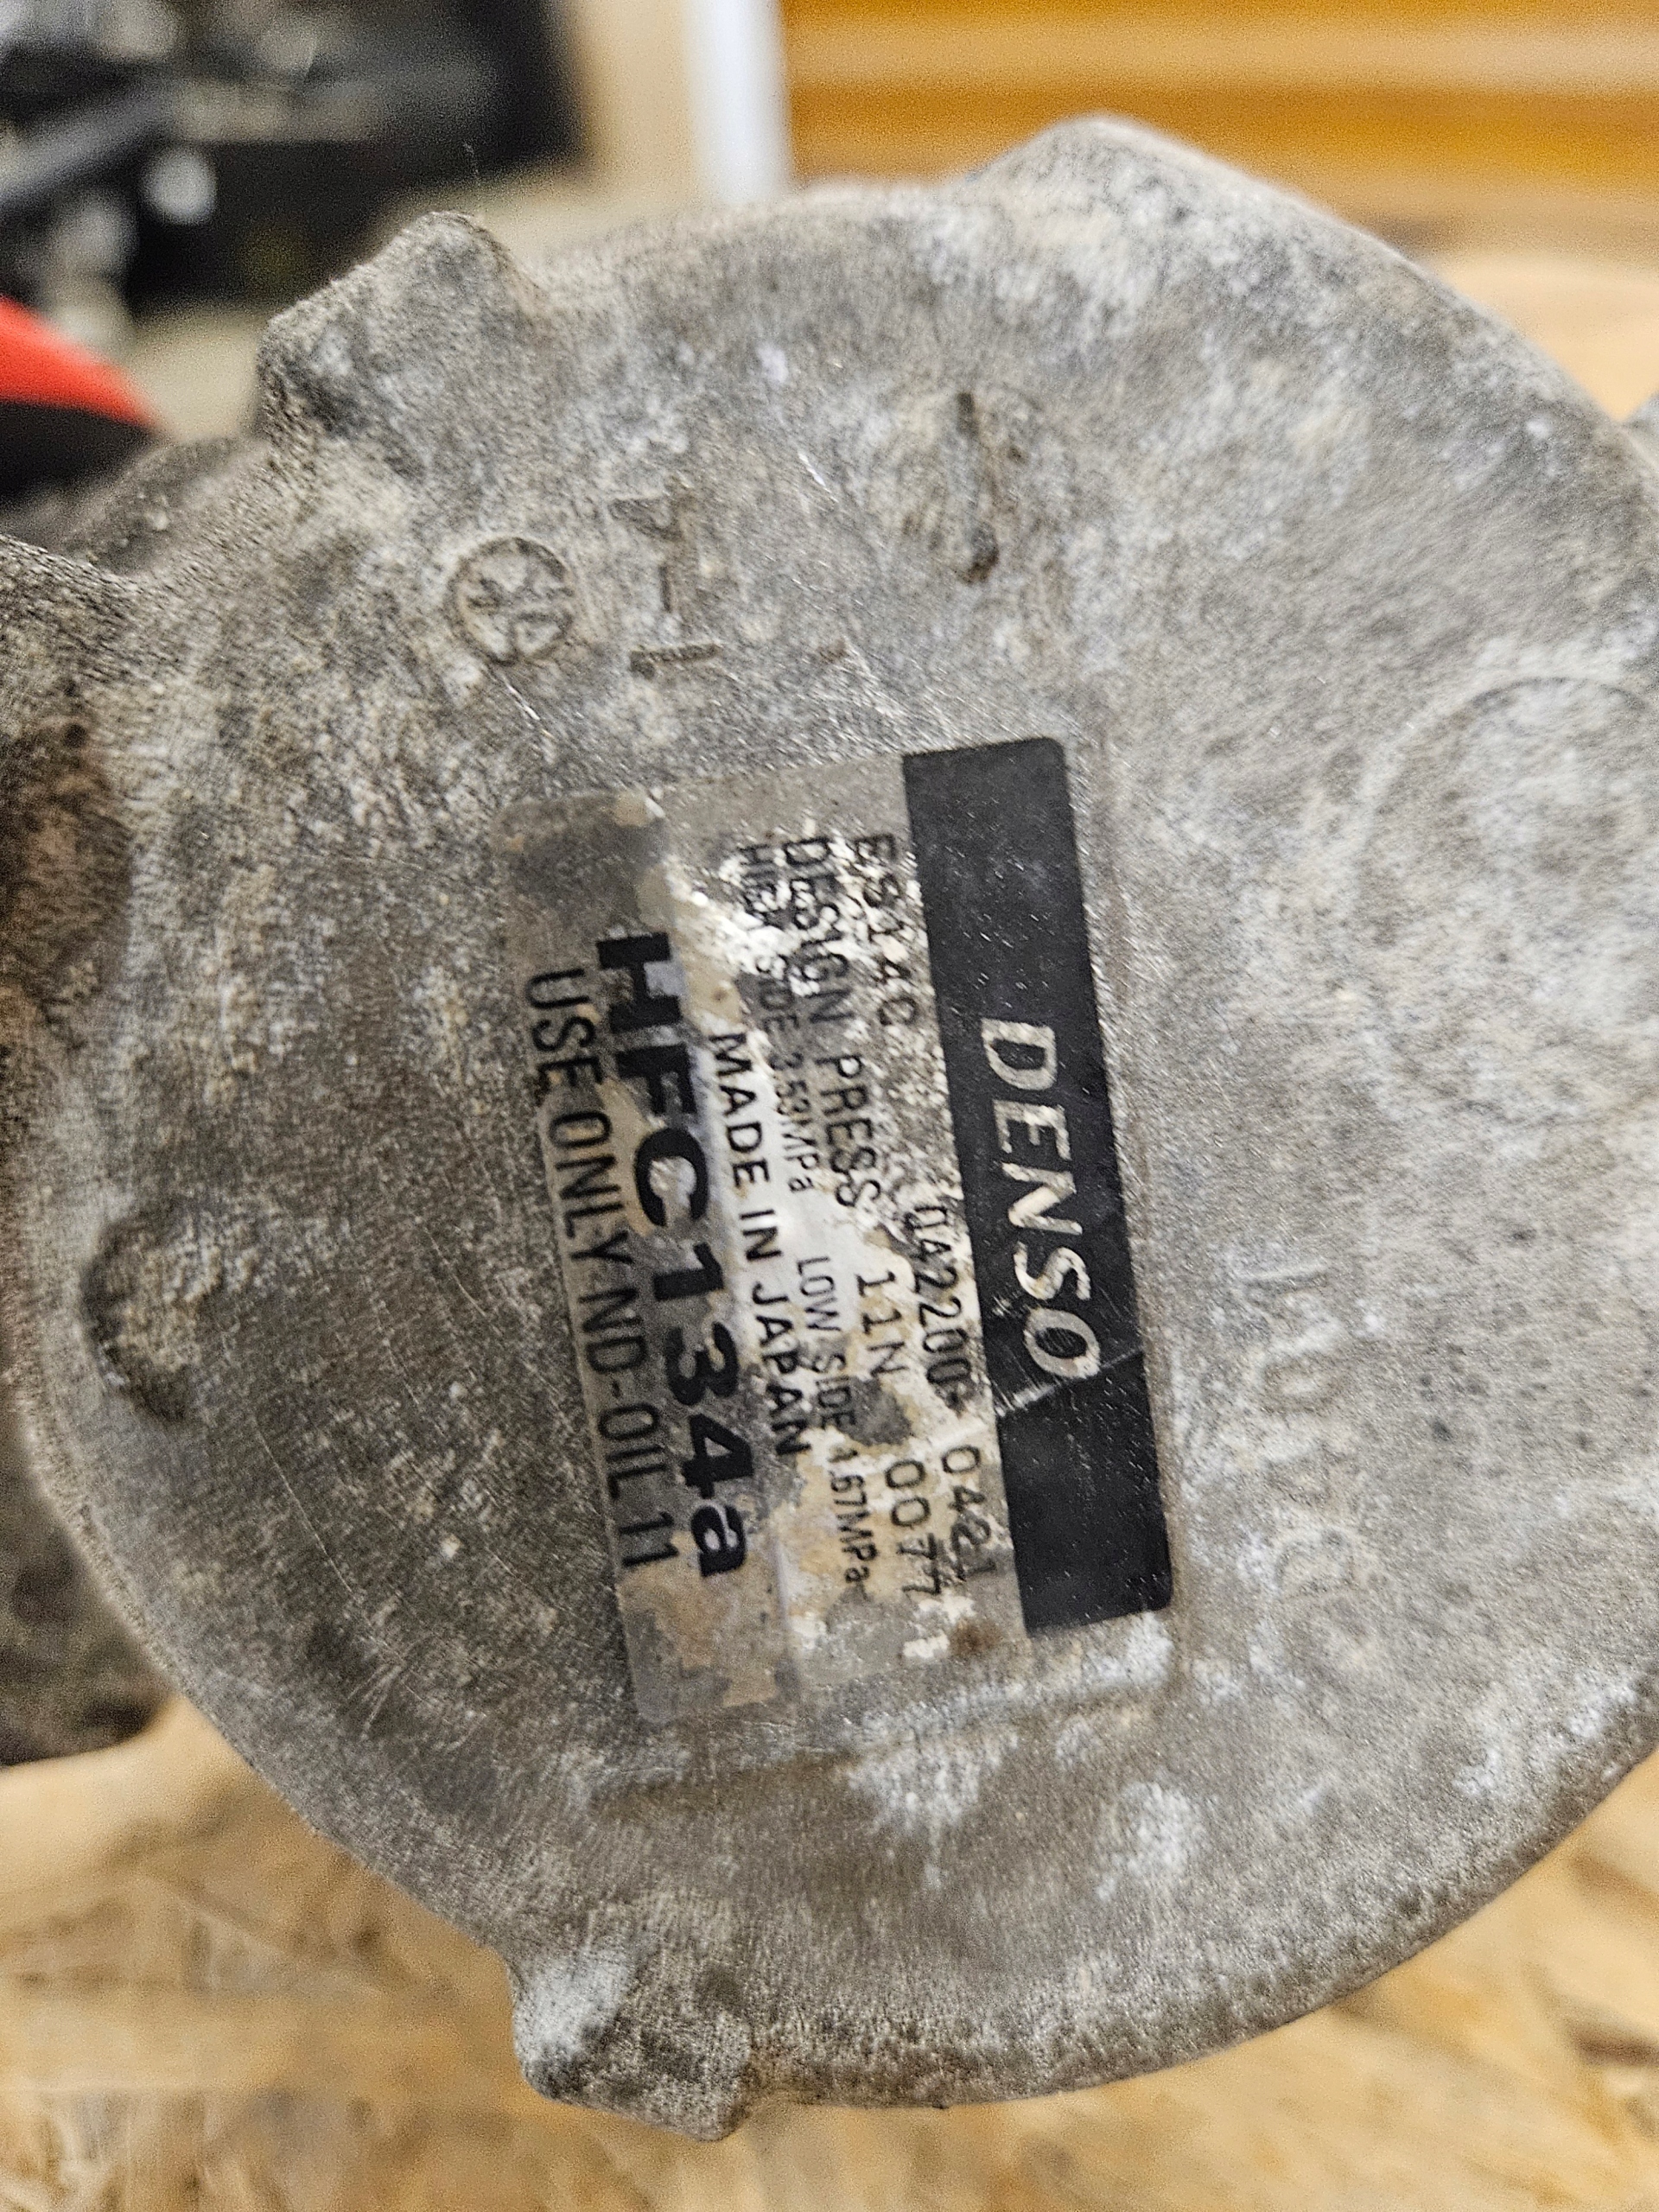 DENSO
ES14C 042200- 0421
DESIGN PRESS 11N 0077
HIGH SIDE 3.53MPa LOW SIDE 1.67MPa
MADE IN JAPAN
HFC134a
USE ONLY ND-OIL 11